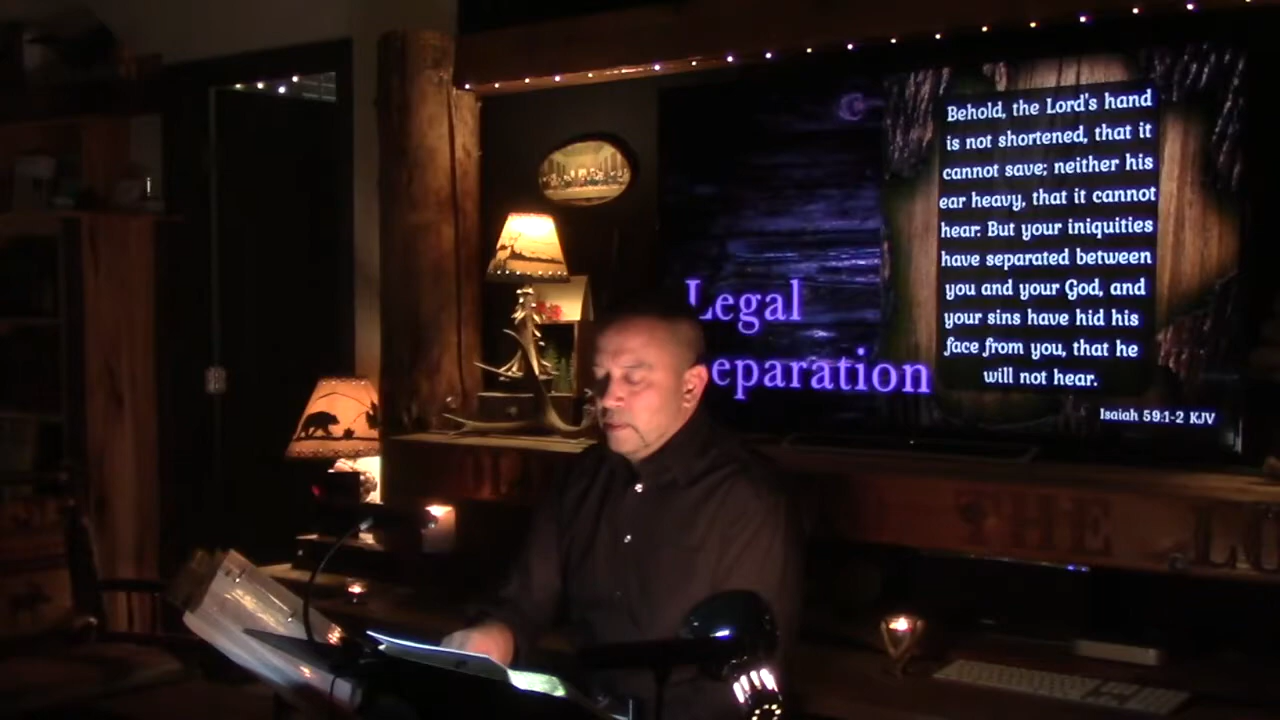 Legal
eparation
Behold, the Lord's hand
is not shortened, that it
cannot save; neither his
ear heavy, that it cannot
hear: But your iniquities
have separated between
you and your God, and
your sins have hid his
face from you, that he
will not hear.
Isaiah 59:1-2 KJV
THE LO